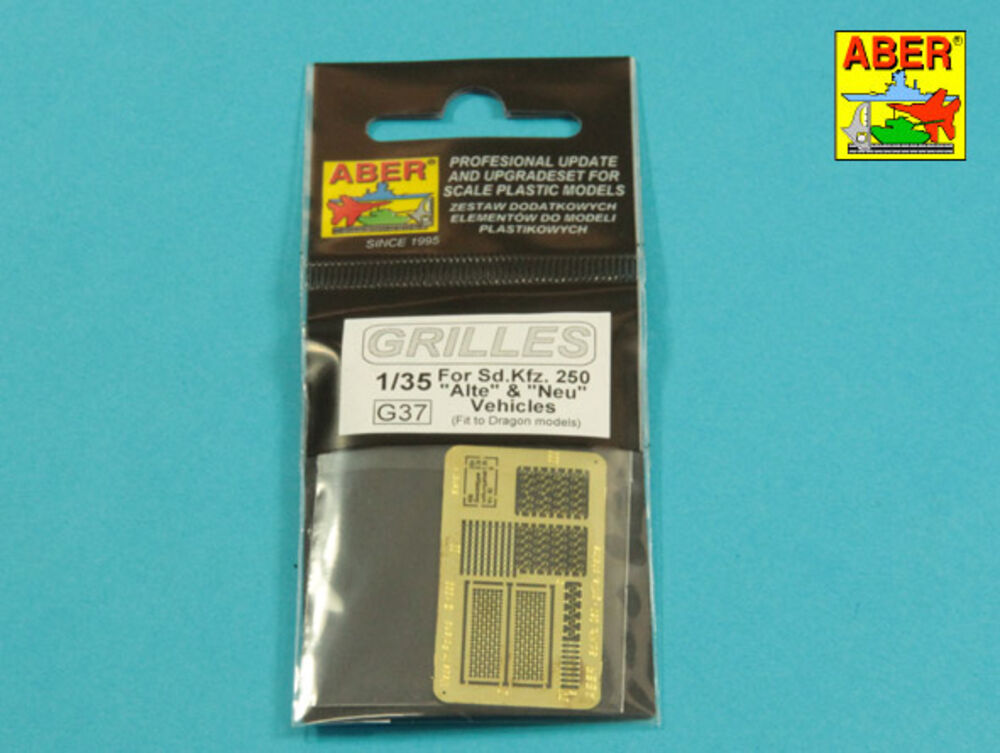 ABER®
ABER®
SINCE 1995
PROFESIONAL UPDATE
AND UPGRADESET FOR
SCALE PLASTIC MODELS
ZESTAW DODATKOWYCH
ELEMENTÓW DO MODELI
PLASTIKOWYCH
GRILLES
1/35 For Sd.Kfz. 250
"Alte" & "Neu"
G37 Vehicles
(Fit to Dragon models)